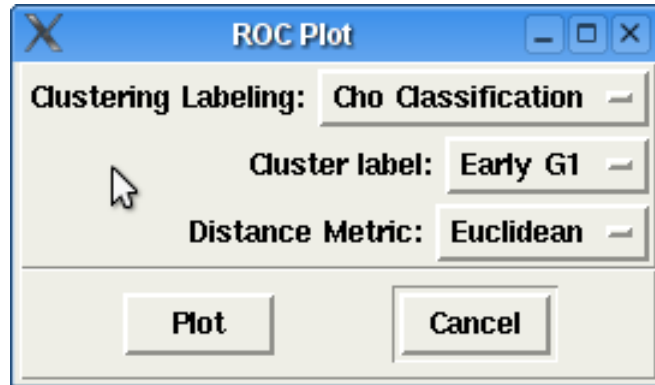 ROC Plot
Clustering Labeling: Cho Classification
Cluster label: Early G1
Distance Metric: Euclidean
Plot Cancel